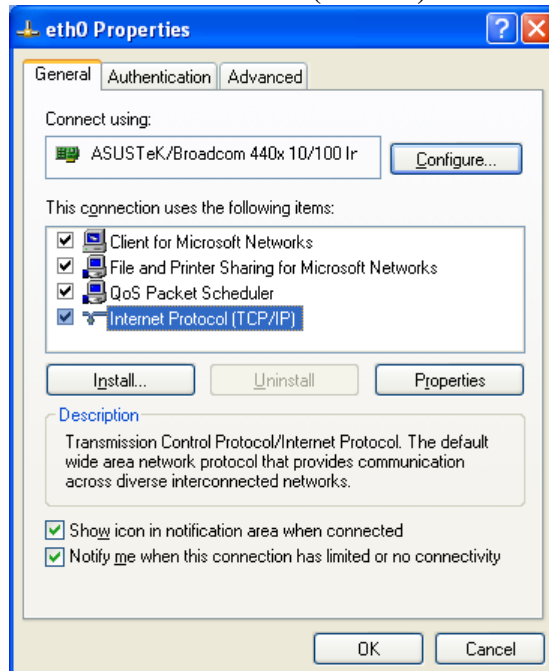 eth0 Properties
General Authentication Advanced
Connect using:
ASUSTeK/Broadcom 440x 10/100 Ir
Configure...
This connection uses the following items:
Client for Microsoft Networks
File and Printer Sharing for Microsoft Networks
QoS Packet Scheduler
Internet Protocol (TCP/IP)
Install... Uninstall Properties
Description
Transmission Control Protocol/Internet Protocol. The default
wide area network protocol that provides communication
across diverse interconnected networks.
Show icon in notification area when connected
Notify me when this connection has limited or no connectivity
OK Cancel